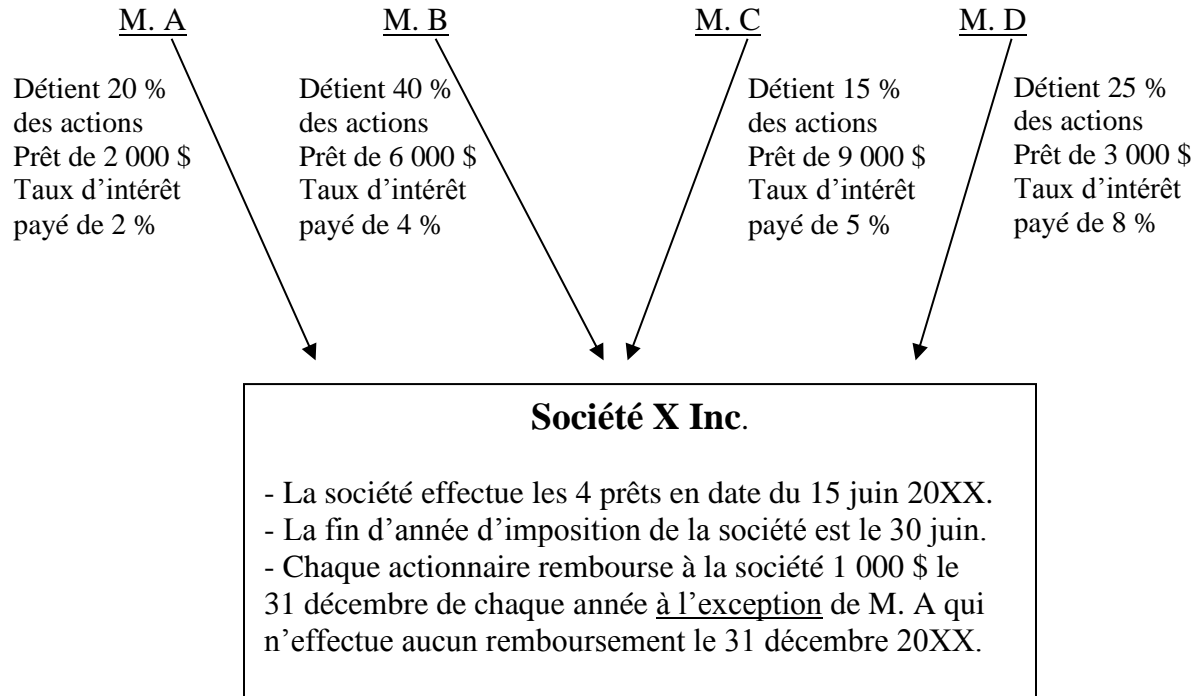 M. A
M. B
M. C
M. D
Détient 20 %
des actions
Prêt de 2 000 $
Taux d’intérêt
payé de 2 %
Détient 40 %
des actions
Prêt de 6 000 $
Taux d’intérêt
payé de 4 %
Détient 15 %
des actions
Prêt de 9 000 $
Taux d’intérêt
payé de 5 %
Détient 25 %
des actions
Prêt de 3 000 $
Taux d’intérêt
payé de 8 %
Société X Inc.
- La société effectue les 4 prêts en date du 15 juin 20XX.
- La fin d’année d’imposition de la société est le 30 juin.
- Chaque actionnaire rembourse à la société 1 000 $ le
31 décembre de chaque année à l’exception de M. A qui
n’effectue aucun remboursement le 31 décembre 20XX.